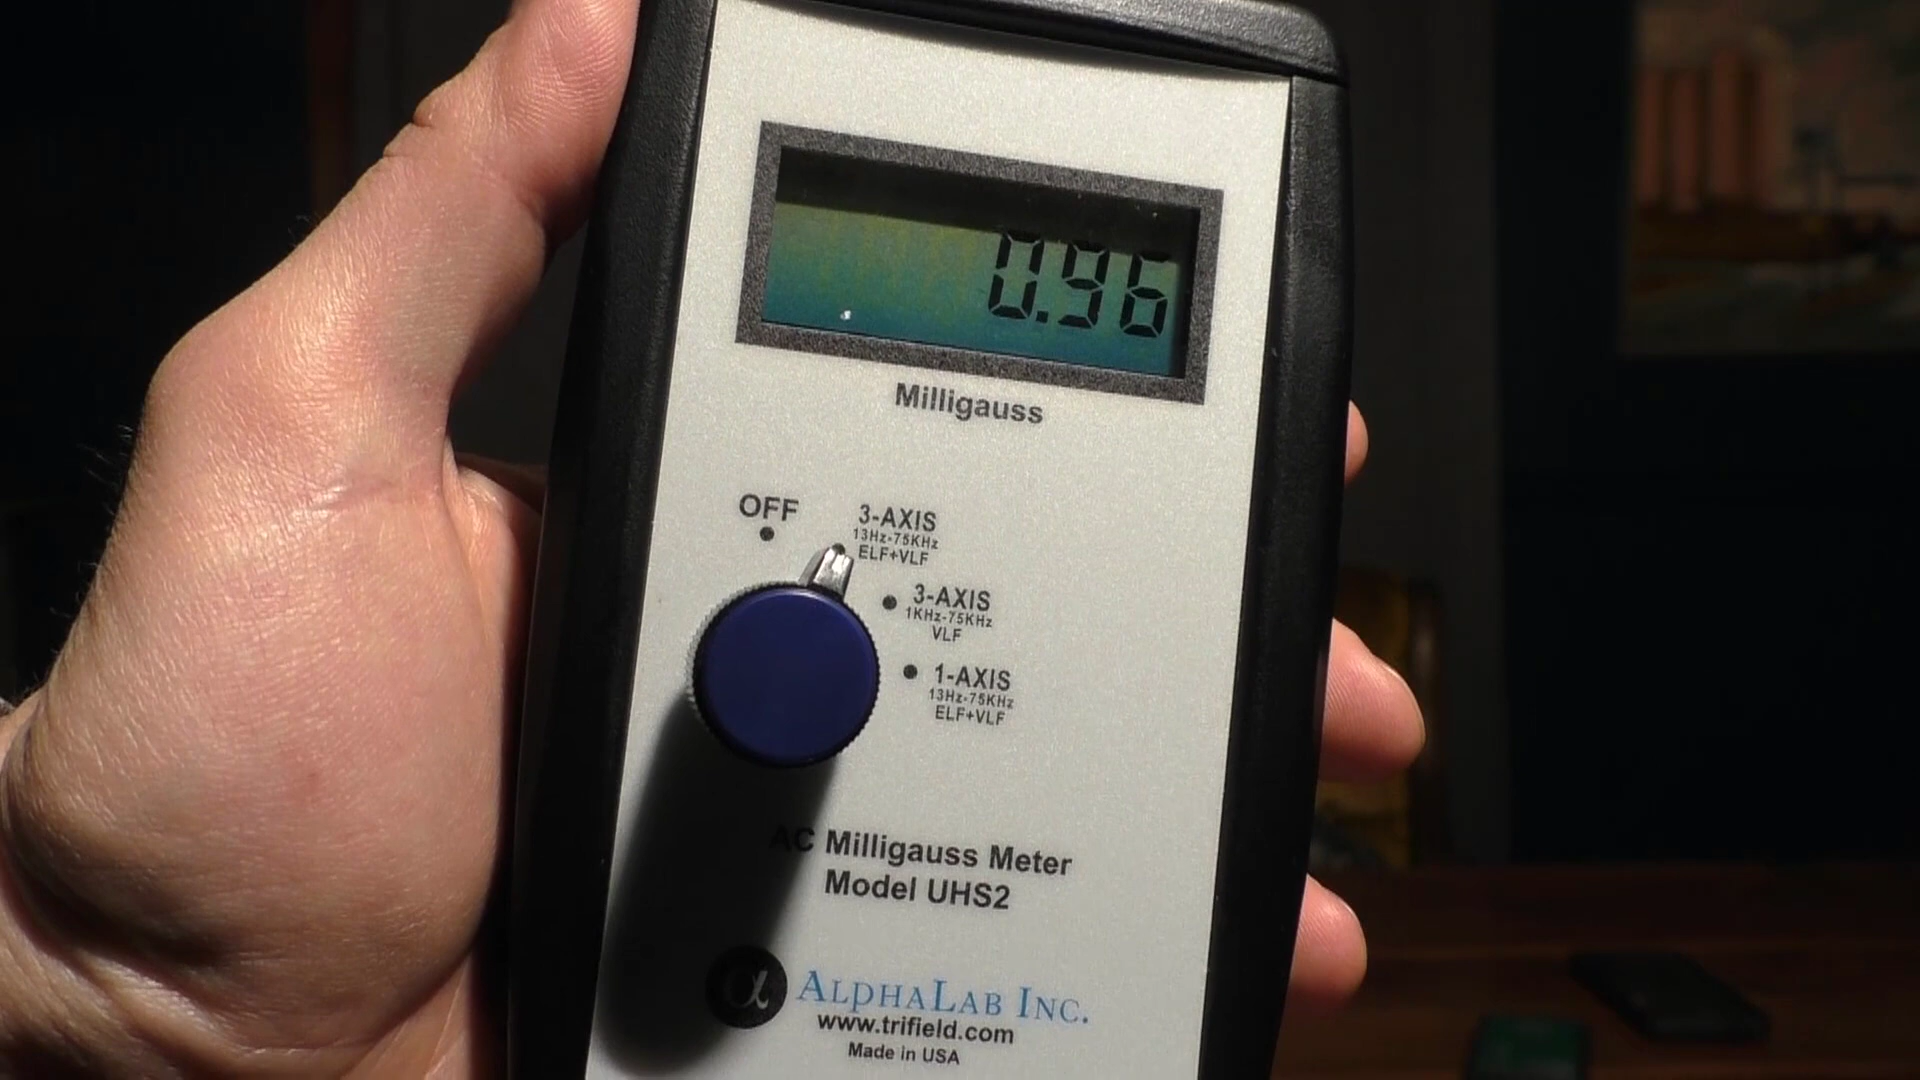 0.96
Milligauss
OFF
3-AXIS
13Hz-75KHz
ELF+VLF
3-AXIS
1KHz-75KHz
VLF
1-AXIS
13Hz-75KHz
ELF+VLF
AC Milligauss Meter
Model UHS2
α ALPHALAB INC.
www.trifield.com
Made in USA